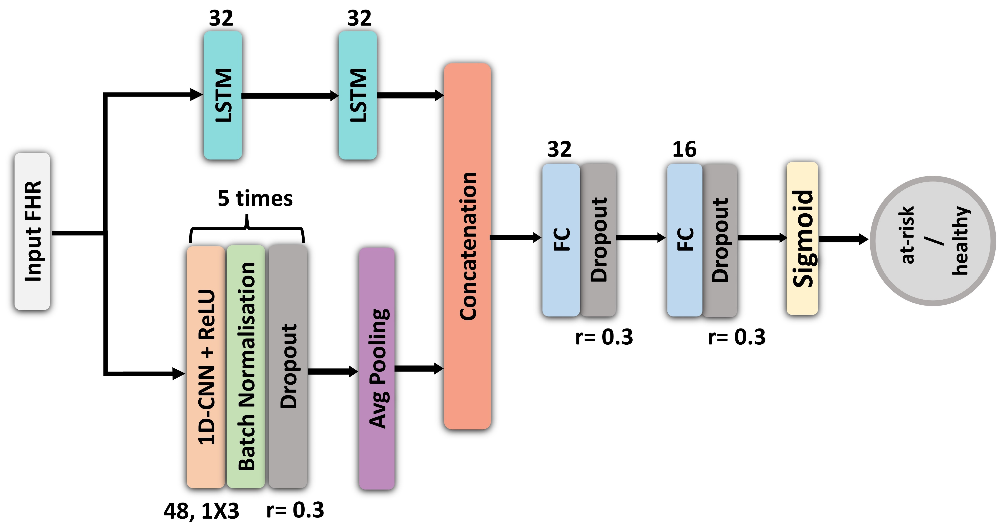 Input FHR
32
LSTM
32
LSTM
5 times
1D-CNN + ReLU
Batch Normalisation
Dropout
48, 1X3
r= 0.3
Avg Pooling
Concatenation
32
FC
Dropout
r= 0.3
16
FC
Dropout
r= 0.3
Sigmoid
at-risk
/
healthy